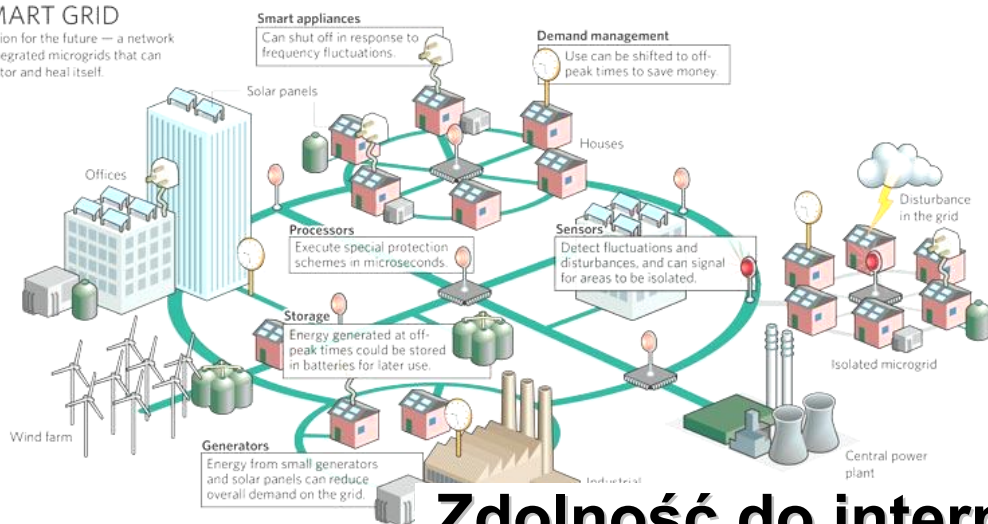 MART GRID
ion for the future — a network
tegrated microgrids that can
tor and heal itself.
Smart appliances
Can shut off in response to
frequency fluctuations.
Demand management
Use can be shifted to off-
peak times to save money.
Solar panels
Houses
Offices
Disturbance
in the grid
Processors
Execute special protection
schemes in microseconds.
Sensors
Detect fluctuations and
disturbances, and can signal
for areas to be isolated.
Storage
Energy generated at off-
peak times could be stored
in batteries for later use.
Isolated microgrid
Wind farm
Generators
Energy from small generators
and solar panels can reduce
overall demand on the grid.
Central power
plant
Industrial
Zdolność do intern